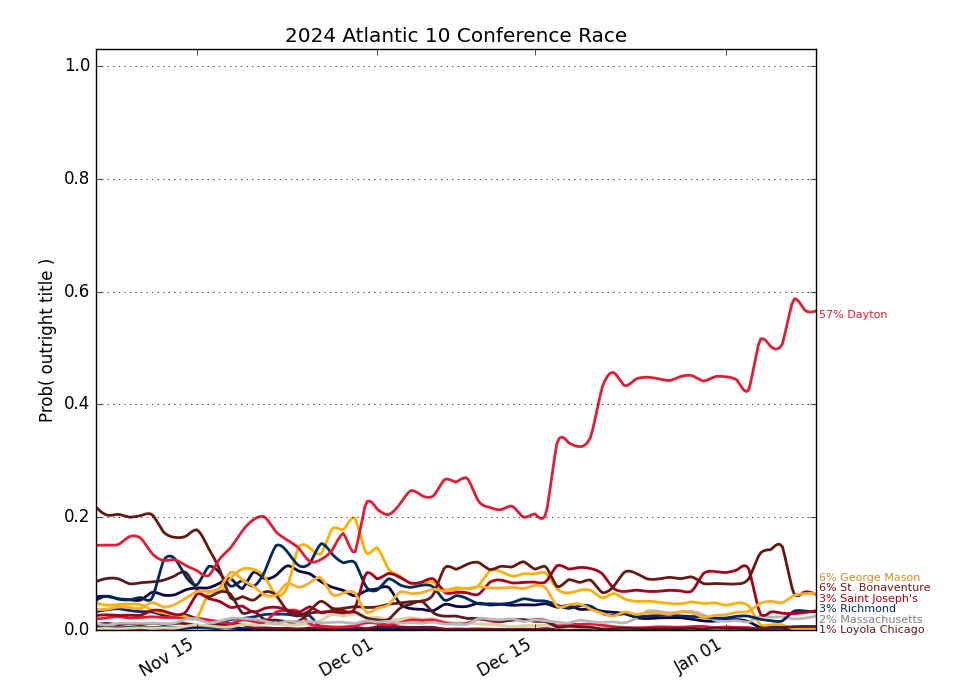 2024 Atlantic 10 Conference Race
Prob( outright title )
1.0
0.8
0.6
0.4
0.2
0.0
Nov 15
Dec 01
Dec 15
Jan 01
57% Dayton
6% George Mason
6% St. Bonaventure
3% Saint Joseph's
3% Richmond
2% Massachusetts
1% Loyola Chicago